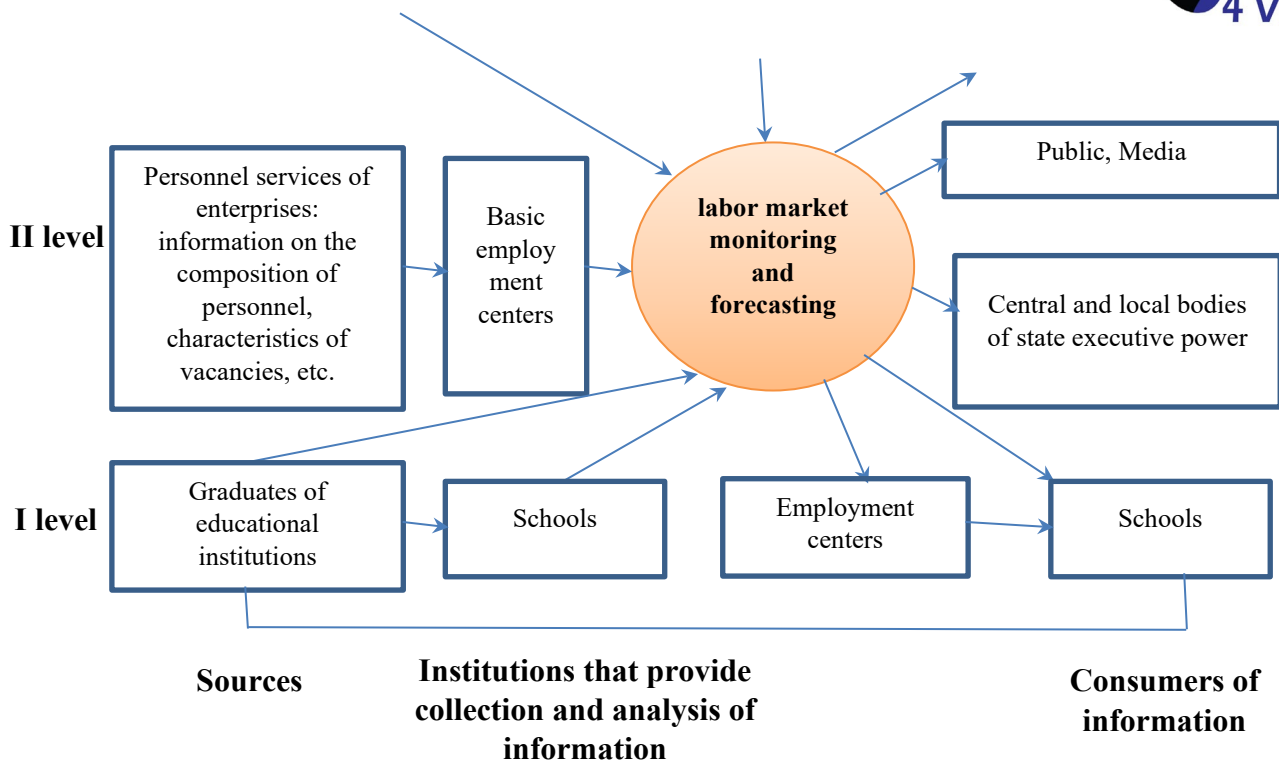 4 V
Public, Media
Personnel services of
enterprises:
information on the
composition of
personnel,
characteristics of
vacancies, etc.
II level
Basic
employ
ment
centers
labor market
monitoring
and
forecasting
Central and local bodies
of state executive power
I level
Graduates of
educational
institutions
Schools
Employment
centers
Schools
Sources
Institutions that provide
collection and analysis of
information
Consumers of
information